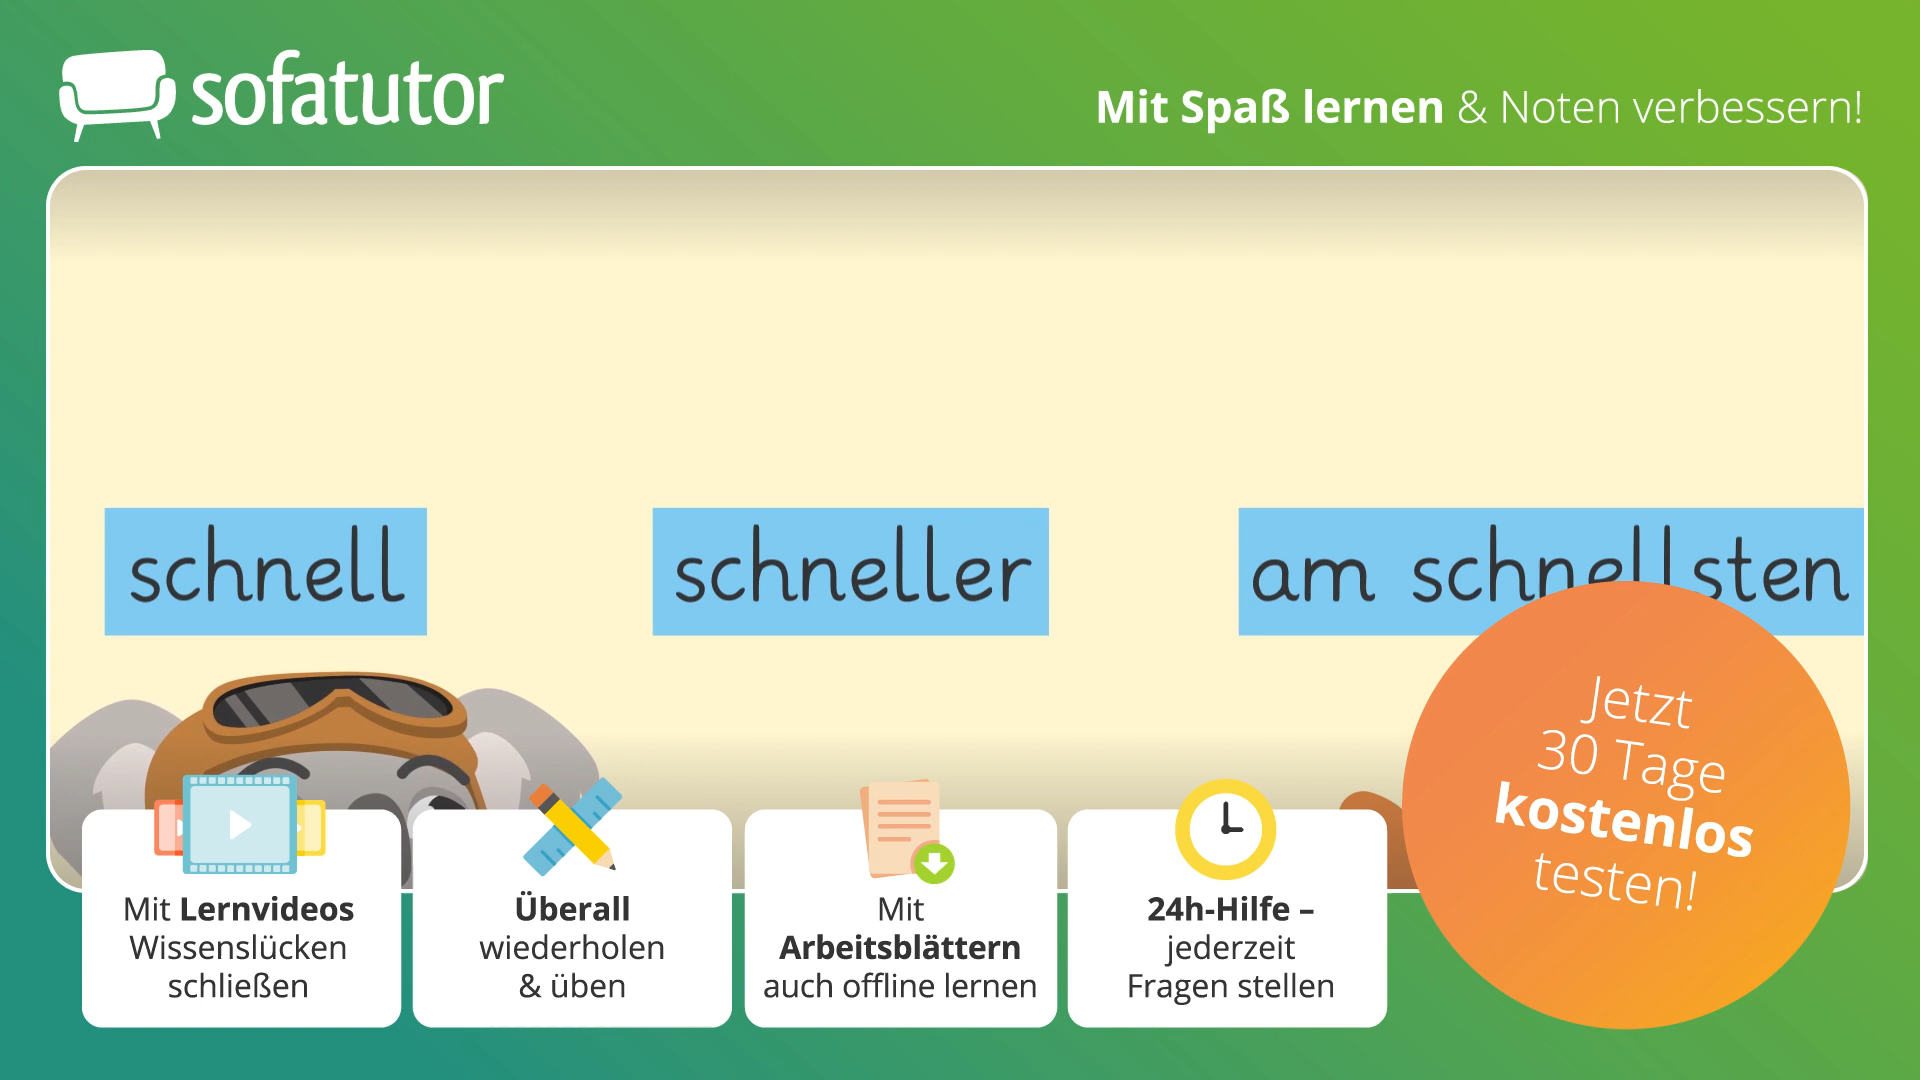 sofatutor
Mit Spaß lernen & Noten verbessern!
schnell
schneller
am schnellsten
Jetzt
30 Tage
kostenlos
testen!
Mit Lernvideos
Wissenslücken
schließen
Überall
wiederholen
& üben
Mit
Arbeitsblättern
auch offline lernen
24h-Hilfe –
jederzeit
Fragen stellen